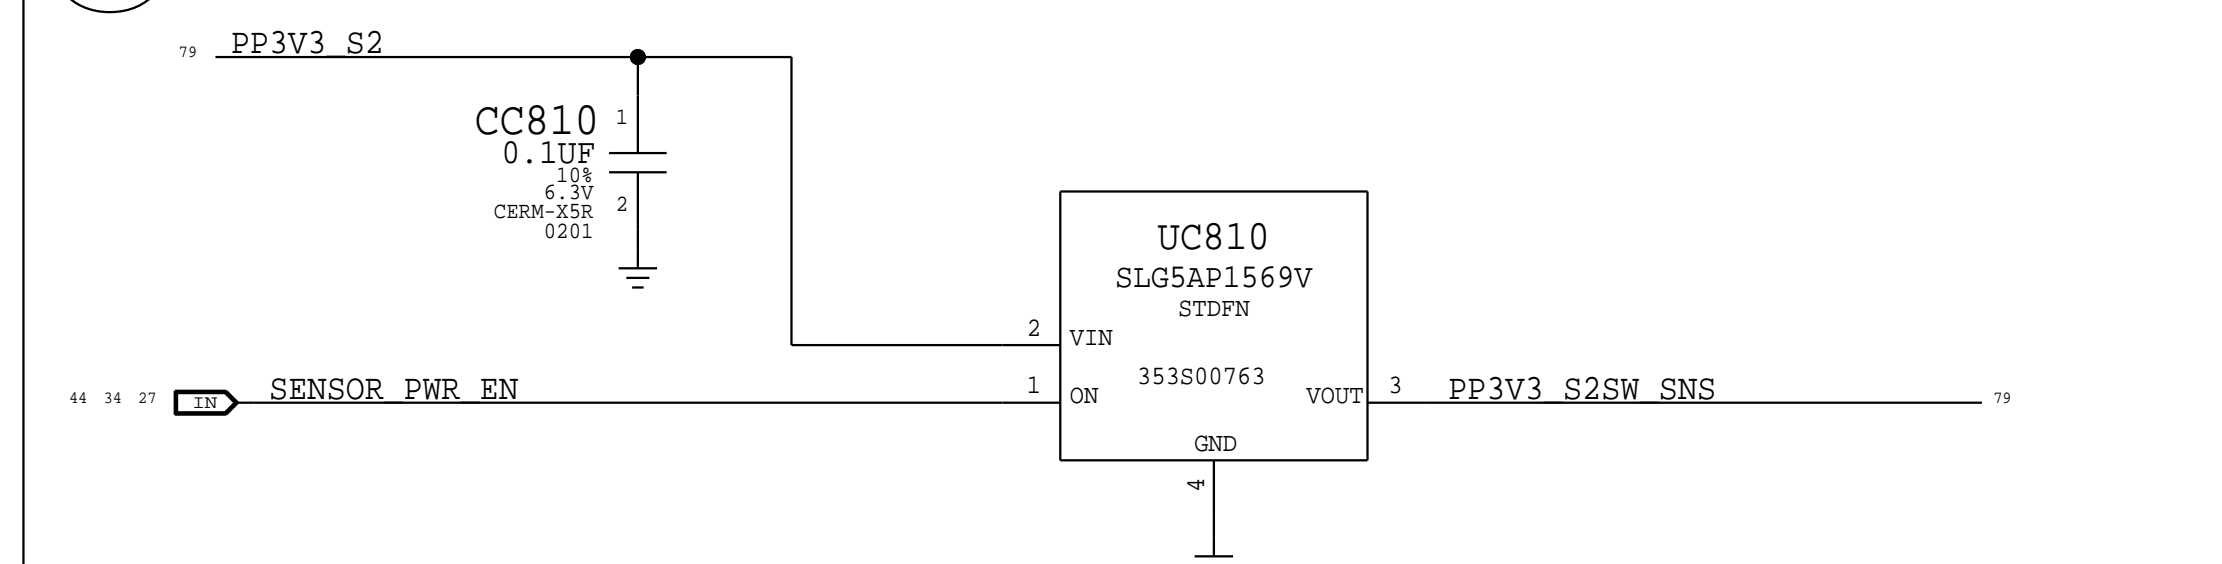 79 PP3V3_S2
CC810 1
0.1UF
10%
6.3V
CERM-X5R 2
0201
UC810
SLG5AP1569V
STDFN
2 VIN
353S00763
44 34 27 IN SENSOR_PWR_EN 1 ON VOUT 3 PP3V3_S2SW_SNS 79
GND
4